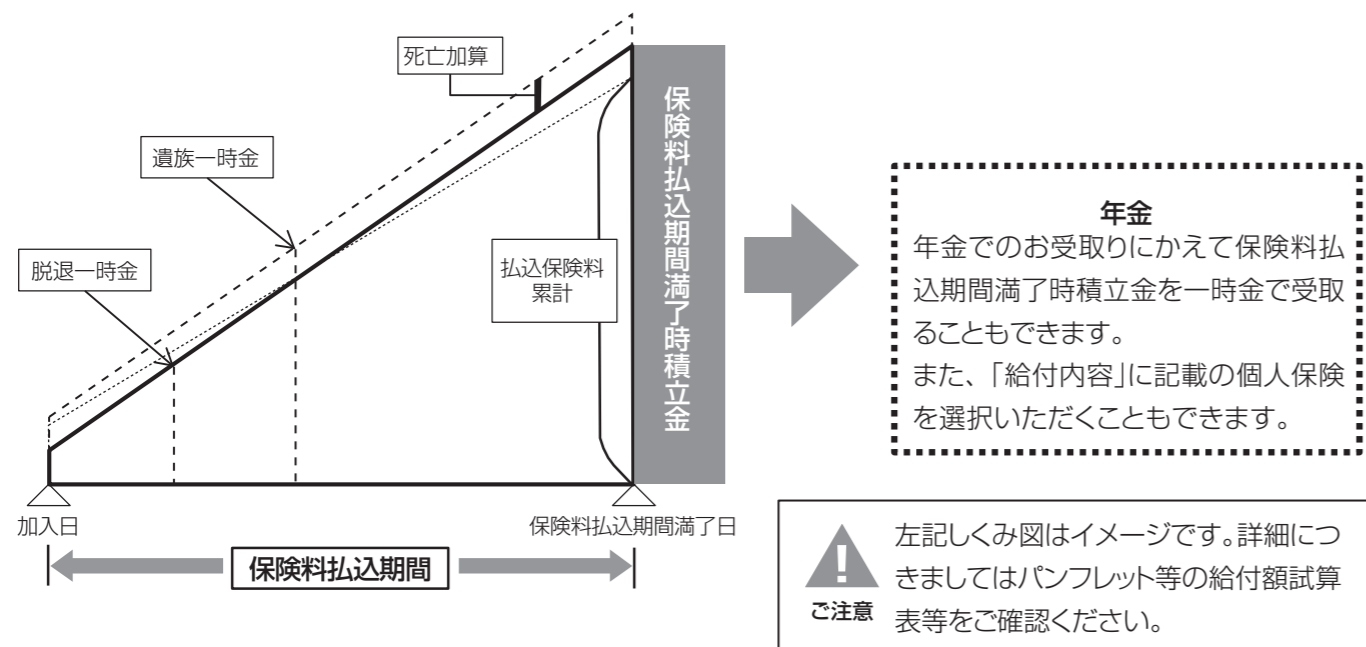 死亡加算
遺族一時金
脱退一時金
払込保険料
累計
保険料払込期間満了時積立金
加入日
保険料払込期間満了日
保険料払込期間
年金
年金でのお受取りにかえて保険料払
込期間満了時積立金を一時金で受取
ることもできます。
また、「給付内容」に記載の個人保険
を選択いただくこともできます。
!
ご注意
左記しくみ図はイメージです。詳細につ
きましてはパンフレット等の給付額試算
表等をご確認ください。